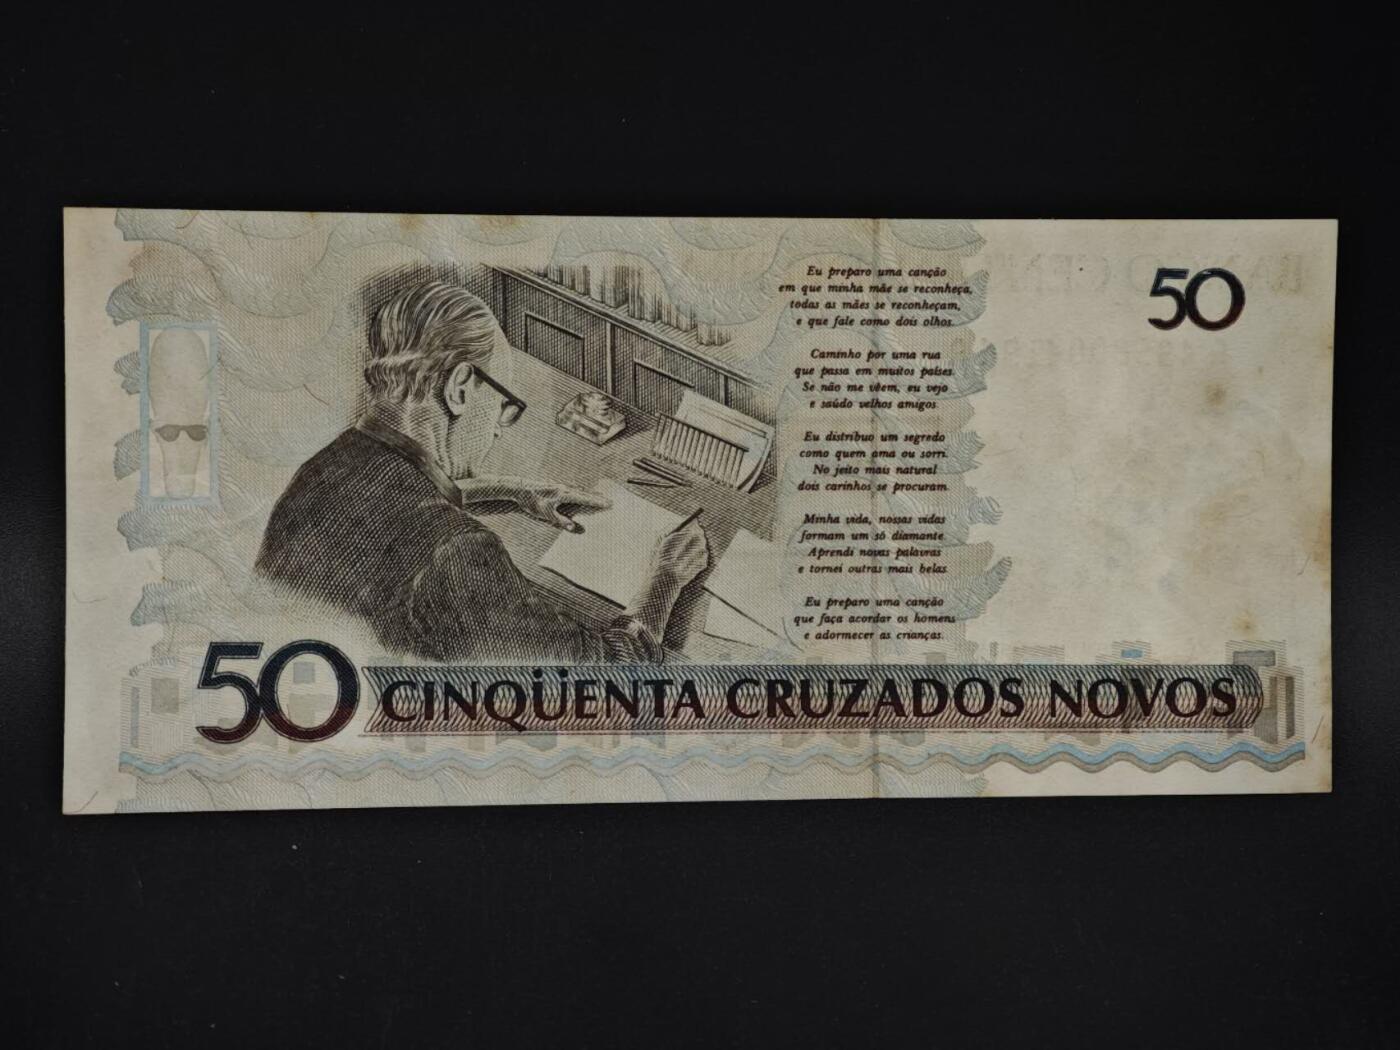 Eu preparo uma canção
em que minha mãe se reconheça,
todas as mães se reconheçam,
e que fale como dois olhos.
Caminho por uma rua
que passa em muitos países.
Se não me vêem, eu vejo
e saúdo velhos amigos.
Eu distribuo um segredo
como quem ama ou sorri.
No jeito mais natural
dois carinhos se procuram.
Minha vida, nossas vidas
formam um só diamante.
Aprendi novas palavras
e tornei outras mais belas.
Eu preparo uma canção
que faça acordar os homens
e adormecer as crianças.
50
50 CINQÜENTA CRUZADOS NOVOS